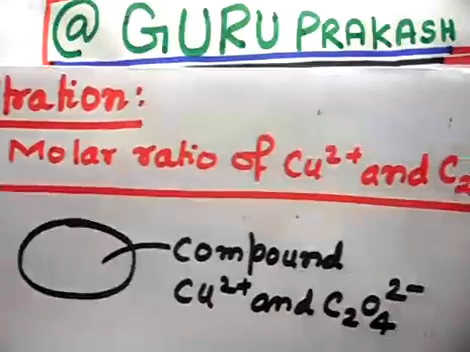 @ GURU PRAKASH
tration:
Molar ratio of Cu²⁺ and C₂
Compound
Cu²⁺ and C₂O₄²⁻